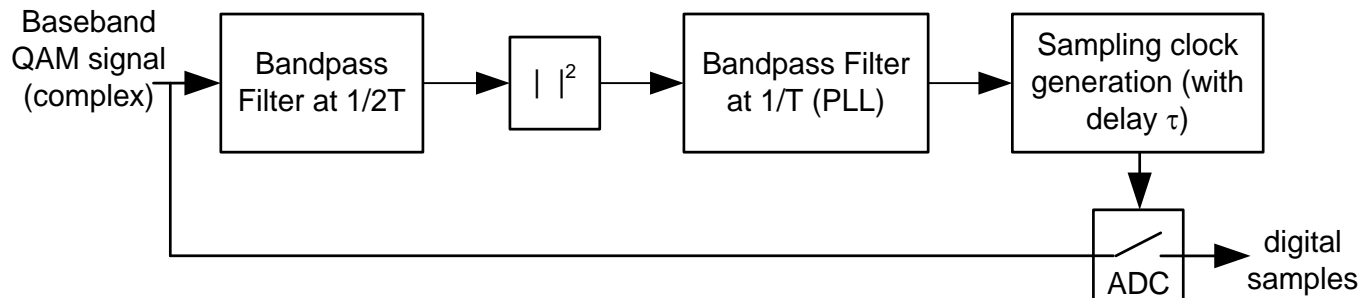 Baseband
QAM signal
(complex)
Bandpass
Filter at 1/2T
| |²
Bandpass Filter
at 1/T (PLL)
Sampling clock
generation (with
delay τ)
ADC
digital
samples